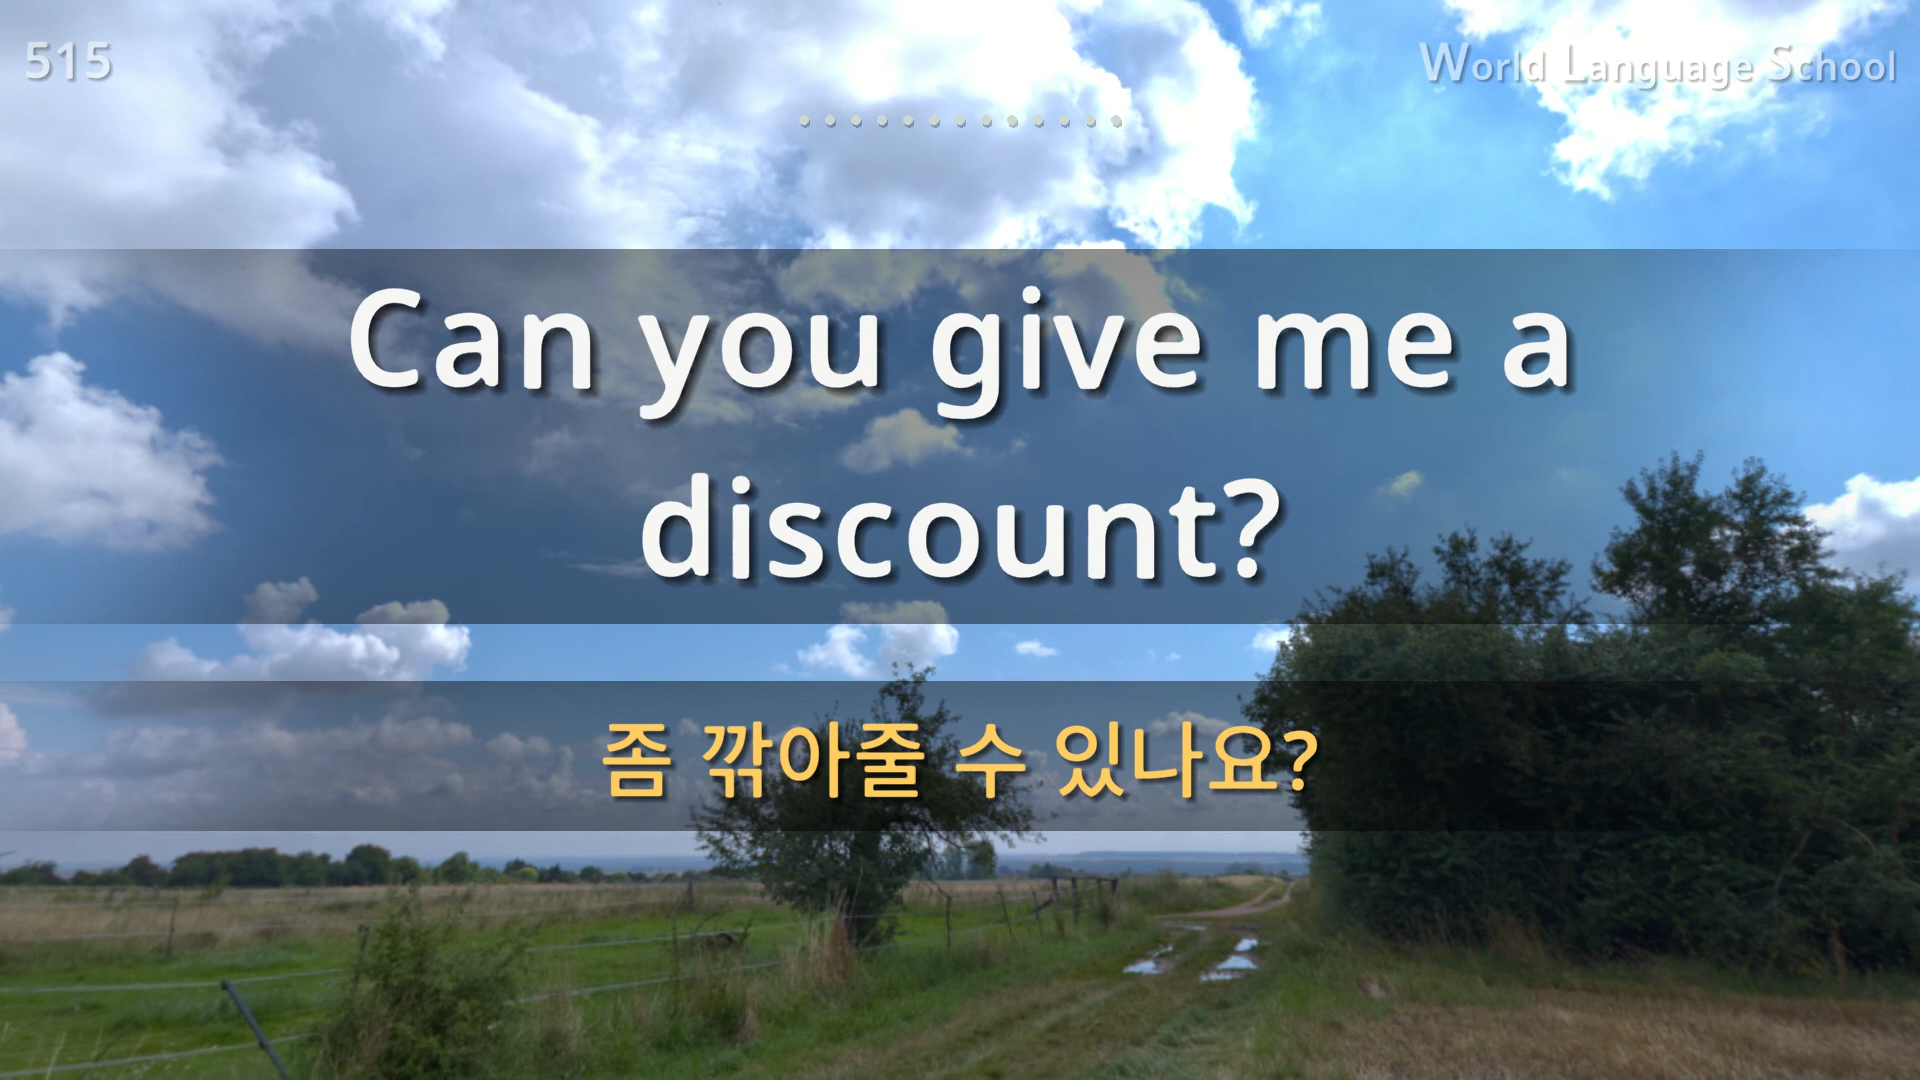 515
World Language School
Can you give me a
discount?
좀 깎아줄 수 있나요?